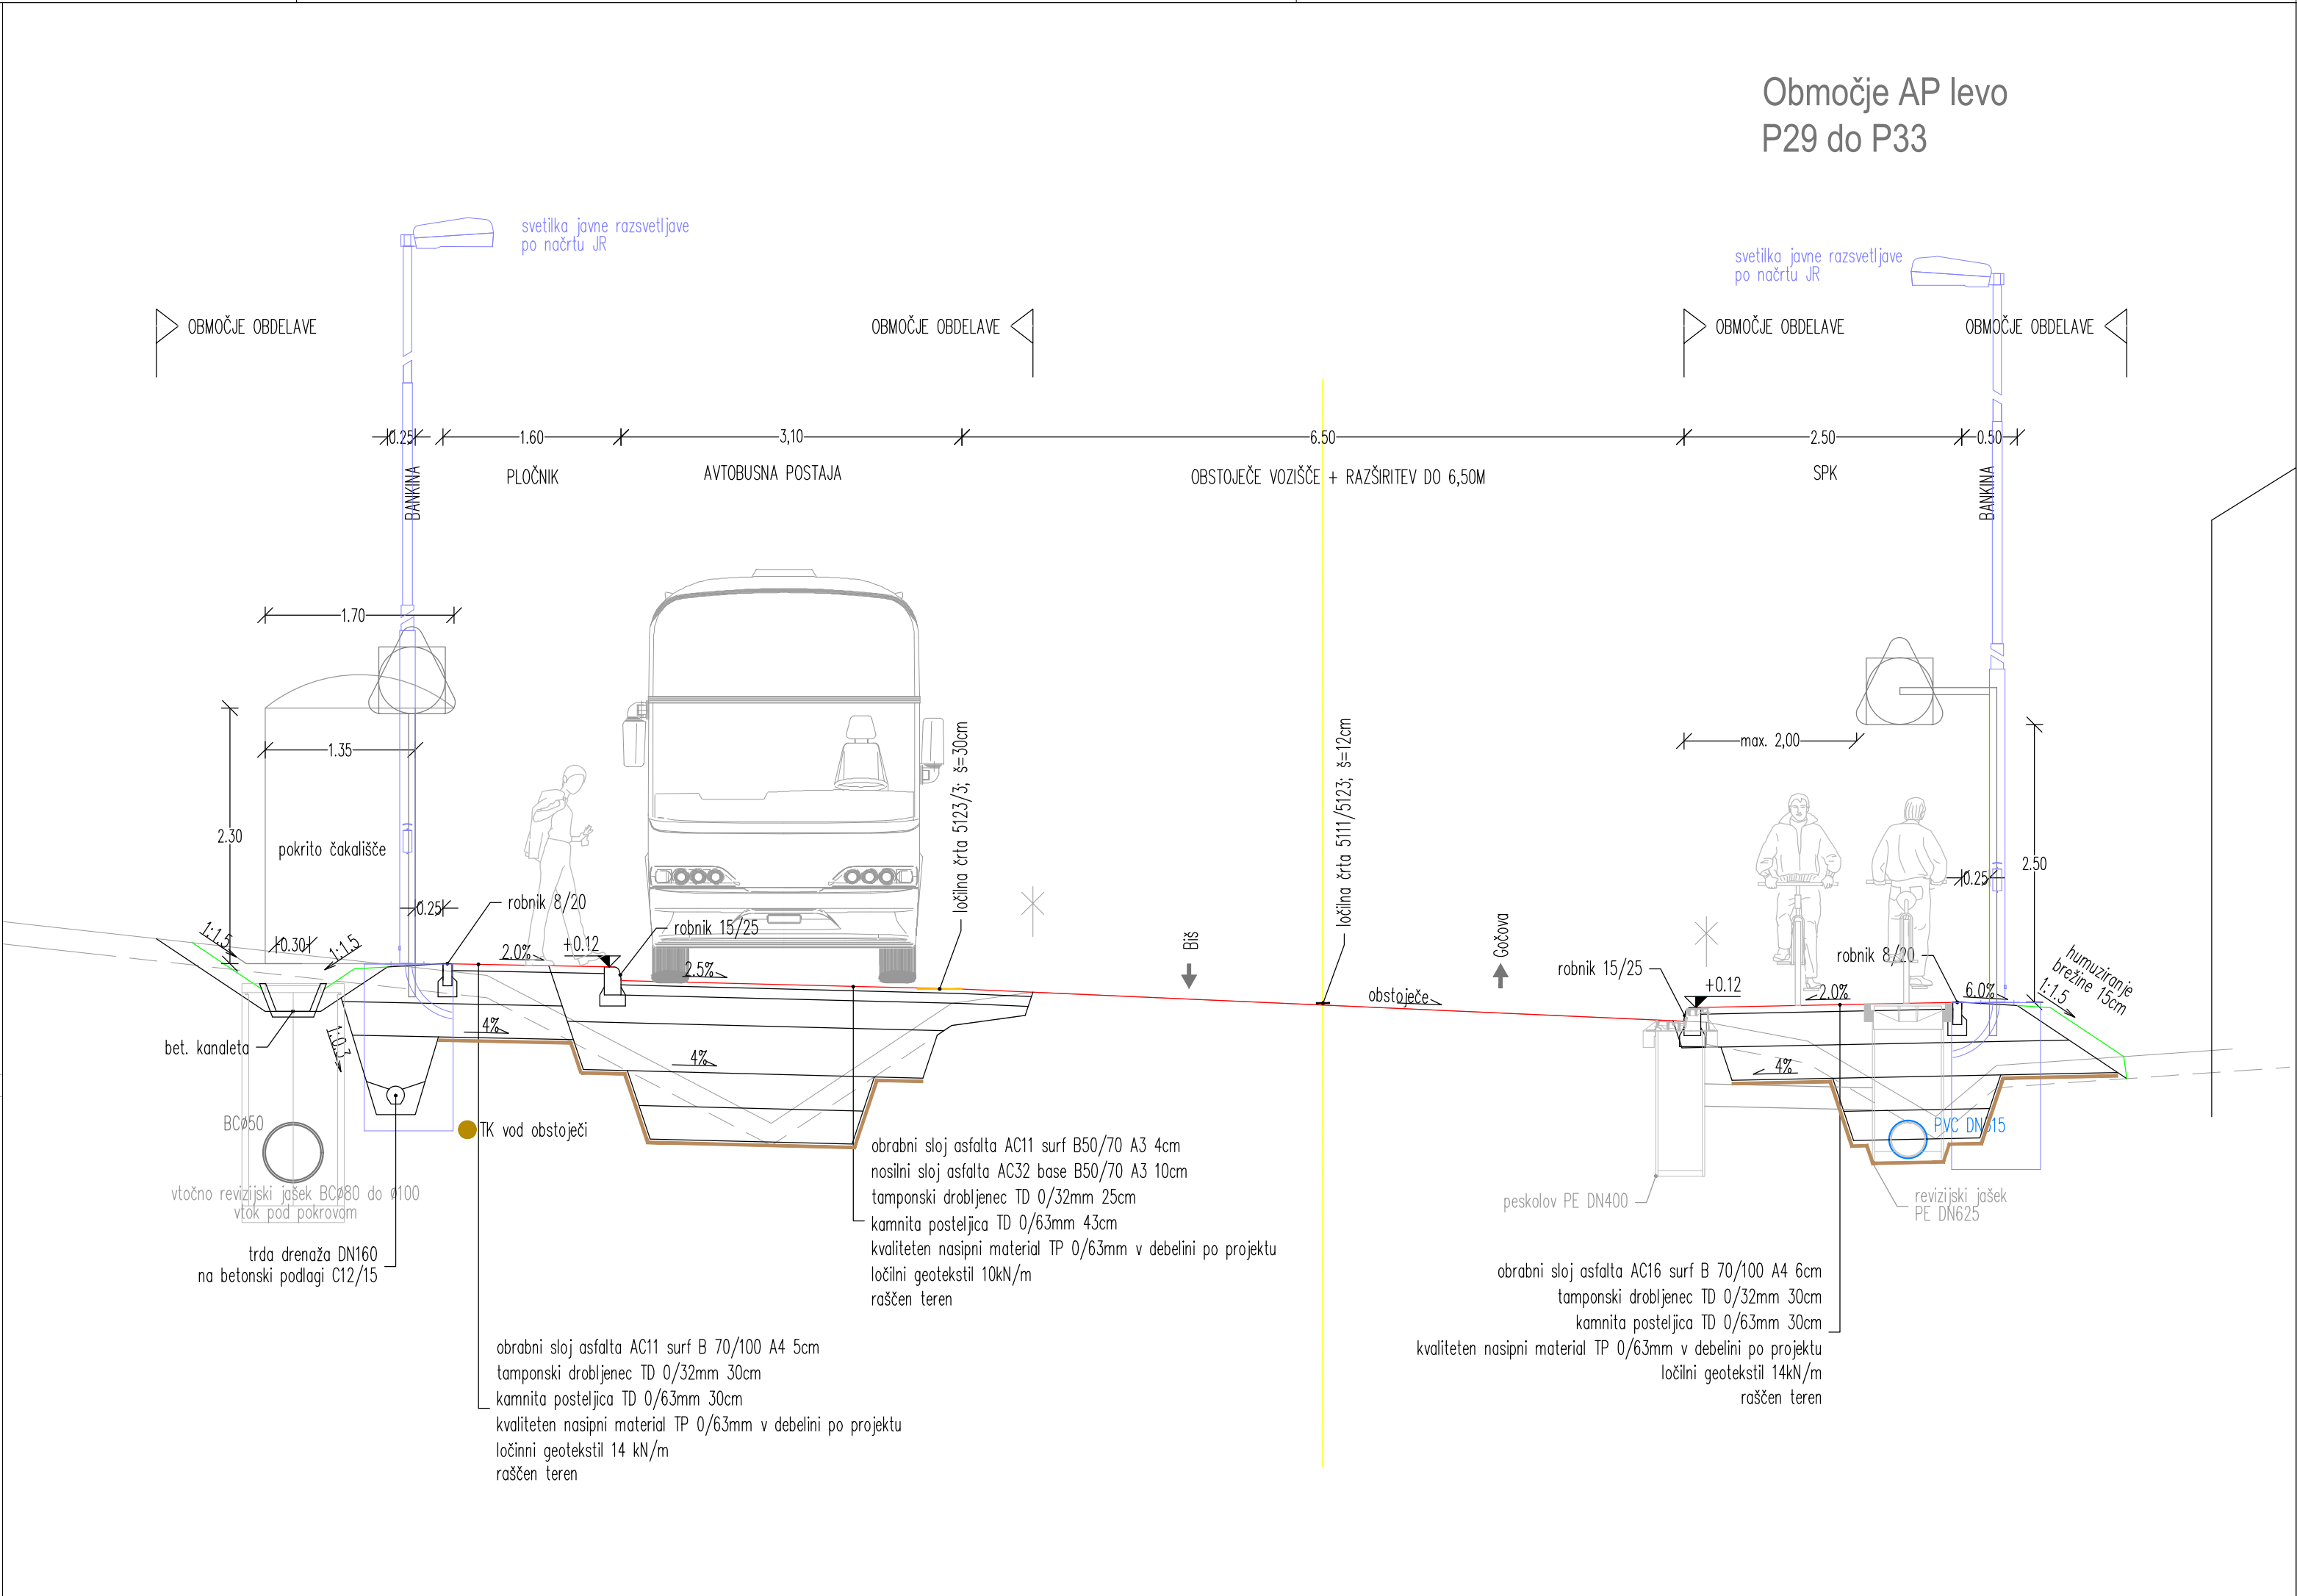 Območje AP levo
P29 do P33
svetilka javne razsvetljave
po načrtu JR
svetilka javne razsvetljave
po načrtu JR
OBMOČJE OBDELAVE
OBMOČJE OBDELAVE
OBMOČJE OBDELAVE
OBMOČJE OBDELAVE
0.25
1.60
3,10
6.50
2.50
0.50
BANKINA
PLOČNIK
AVTOBUSNA POSTAJA
OBSTOJEČE VOZIŠČE + RAZŠIRITEV DO 6,50M
SPK
BANKINA
1.70
1.35
2.30
pokrito čakališče
0.25
robnik 8/20
robnik 15/25
1:1.5
0.30
1:1.5
2.0%
+0.12
2.5%
ločilna črta 5123/3; š=30cm
ločilna črta 5111/5123; š=12cm
Biš
Gočova
obstoječe
max. 2,00
2.50
0.25
robnik 15/25
robnik 8/20
+0.12
2.0%
6.0%
1:1.5
humuziranje
brežine 15cm
bet. kanaleta
1:0.3
4%
4%
4%
BCø50
TK vod obstoječi
vtočno revizijski jašek BCø80 do ø100
vtok pod pokrovom
trda drenaža DN160
na betonski podlagi C12/15
obrabni sloj asfalta AC11 surf B50/70 A3 4cm
nosilni sloj asfalta AC32 base B50/70 A3 10cm
tamponski drobljenec TD 0/32mm 25cm
kamnita posteljica TD 0/63mm 43cm
kvaliteten nasipni material TP 0/63mm v debelini po projektu
ločilni geotekstil 10kN/m
raščen teren
PVC DN315
peskolov PE DN400
revizijski jašek
PE DN625
obrabni sloj asfalta AC16 surf B 70/100 A4 6cm
tamponski drobljenec TD 0/32mm 30cm
kamnita posteljica TD 0/63mm 30cm
kvaliteten nasipni material TP 0/63mm v debelini po projektu
ločilni geotekstil 14kN/m
raščen teren
obrabni sloj asfalta AC11 surf B 70/100 A4 5cm
tamponski drobljenec TD 0/32mm 30cm
kamnita posteljica TD 0/63mm 30cm
kvaliteten nasipni material TP 0/63mm v debelini po projektu
ločinni geotekstil 14 kN/m
raščen teren